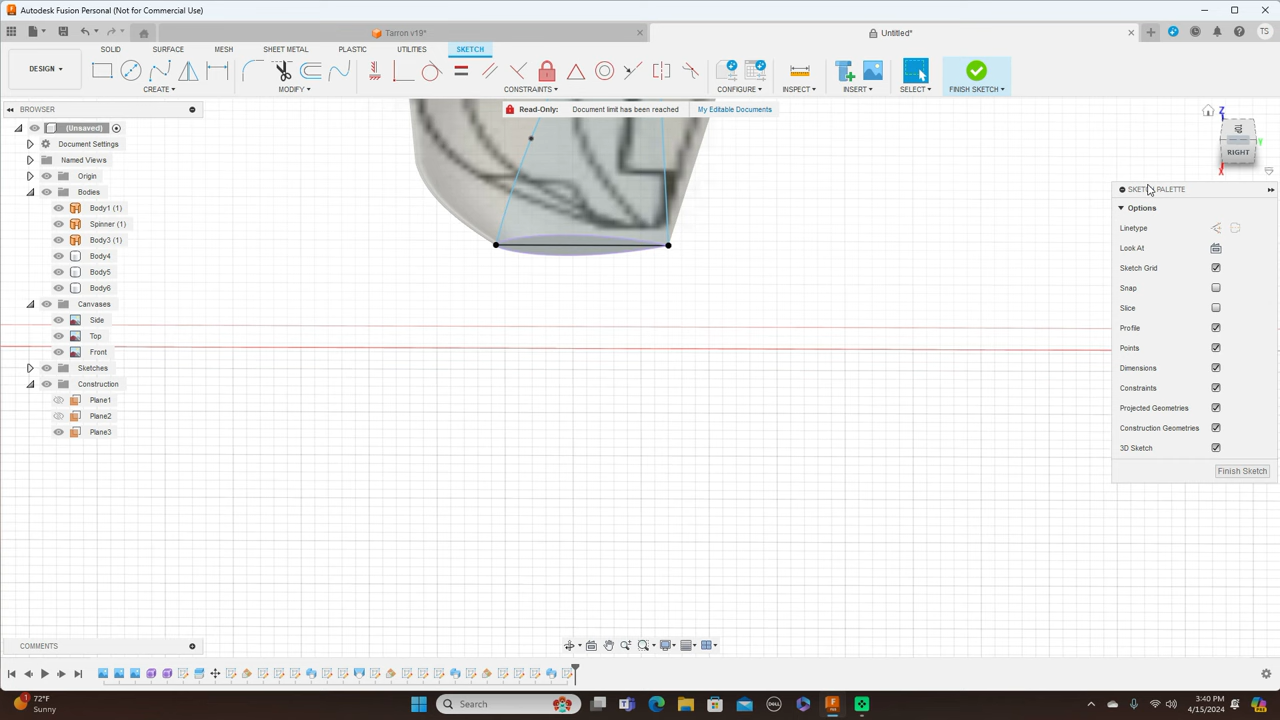 Autodesk Fusion Personal (Not for Commercial Use)
Tarron v19*
Untitled*
TS
DESIGN
SOLID
SURFACE
MESH
SHEET METAL
PLASTIC
UTILITIES
SKETCH
CREATE
MODIFY
CONSTRAINTS
CONFIGURE
INSPECT
INSERT
SELECT
FINISH SKETCH
BROWSER
Read-Only: Document limit has been reached My Editable Documents
(Unsaved)
Document Settings
Named Views
Origin
Bodies
Body1 (1)
Spinner (1)
Body3 (1)
Body4
Body5
Body6
Canvases
Side
Top
Front
Sketches
Construction
Plane1
Plane2
Plane3
Z
Y
X
RIGHT
SKETCH PALETTE
Options
Linetype
Look At
Sketch Grid
Snap
Slice
Profile
Points
Dimensions
Constraints
Projected Geometries
Construction Geometries
3D Sketch
Finish Sketch
COMMENTS
72°F
Sunny
Search
3:40 PM
4/15/2024